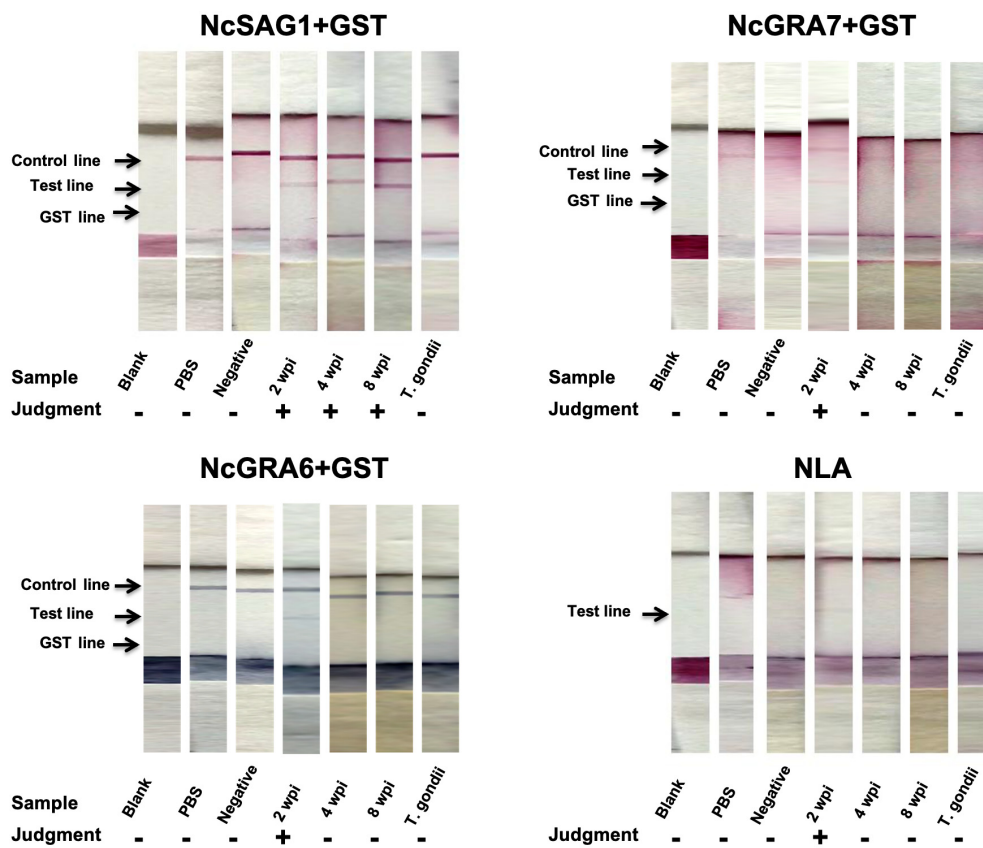 NcSAG1+GST
Control line
Test line
GST line
Blank
PBS
Negative
2 wpi
4 wpi
8 wpi
T. gondii
Sample
Judgment
- - - + + + -
NcGRA7+GST
Control line
Test line
GST line
Blank
PBS
Negative
2 wpi
4 wpi
8 wpi
T. gondii
Sample
Judgment
- - - + - - -
NcGRA6+GST
Control line
Test line
GST line
Blank
PBS
Negative
2 wpi
4 wpi
8 wpi
T. gondii
Sample
Judgment
- - - + - - -
NLA
Test line
Blank
PBS
Negative
2 wpi
4 wpi
8 wpi
T. gondii
Sample
Judgment
- - - + - - -